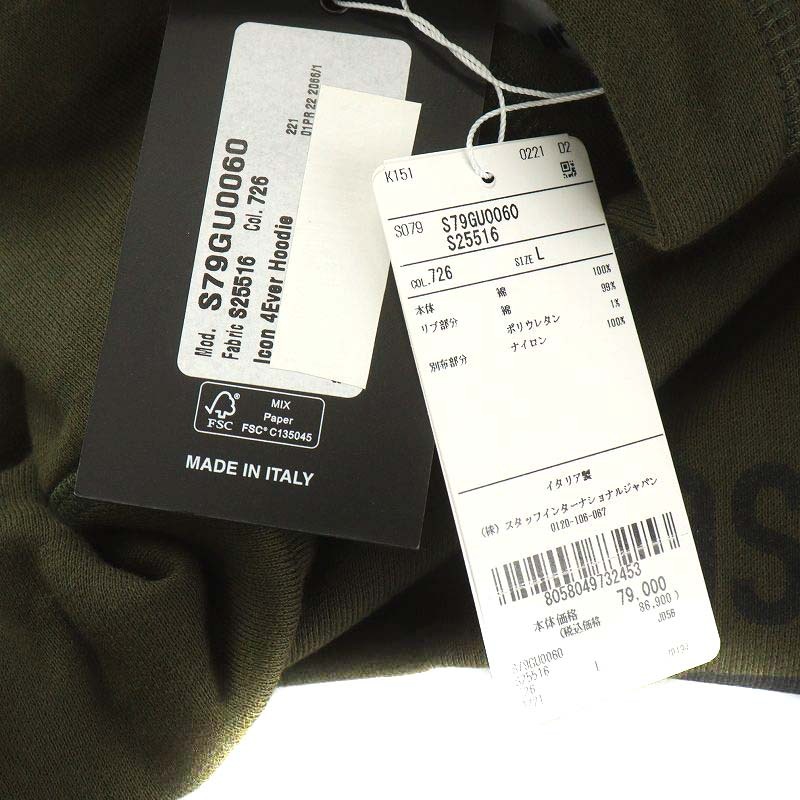 221
01PR 22 2066/1
Mod. S79GU0060
Fabric S25516 Col. 726
Icon 4Ever Hoodie
FSC
MIX
Paper
FSC® C135045
MADE IN ITALY
K151 0221 D2
S079 S79GU0060
S25516
COL. 726 SIZE L
本体 綿 100%
リブ部分 綿 99%
ポリウレタン 1%
別布部分 ナイロン 100%
イタリア製
(株) スタッフインターナショナルジャパン
0120-106-067
8058049732453
本体価格 79,000
(税込価格 86,900)
JD56
S79GU0060
S25516
L